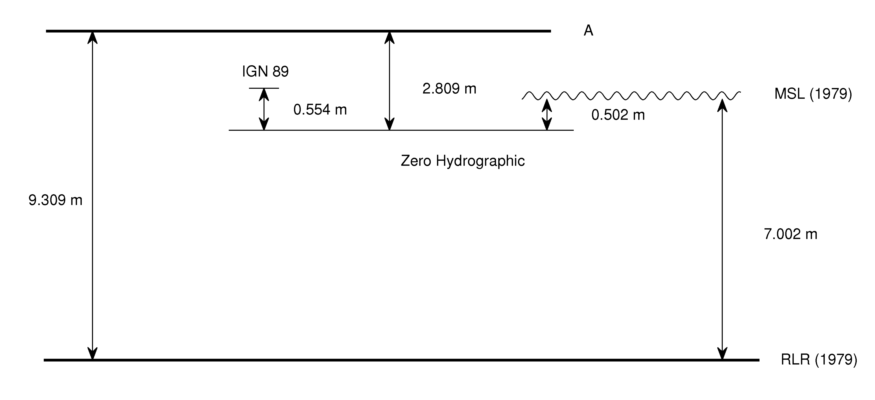 A
IGN 89
2.809 m
MSL (1979)
0.554 m
0.502 m
Zero Hydrographic
9.309 m
7.002 m
RLR (1979)